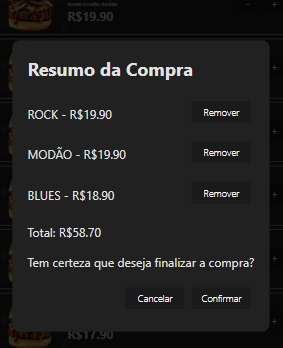 R$19.90
Resumo da Compra
ROCK - R$19.90
Remover
MODÃO - R$19.90
Remover
BLUES - R$18.90
Remover
Total: R$58.70
Tem certeza que deseja finalizar a compra?
Cancelar
Confirmar
R$17.90